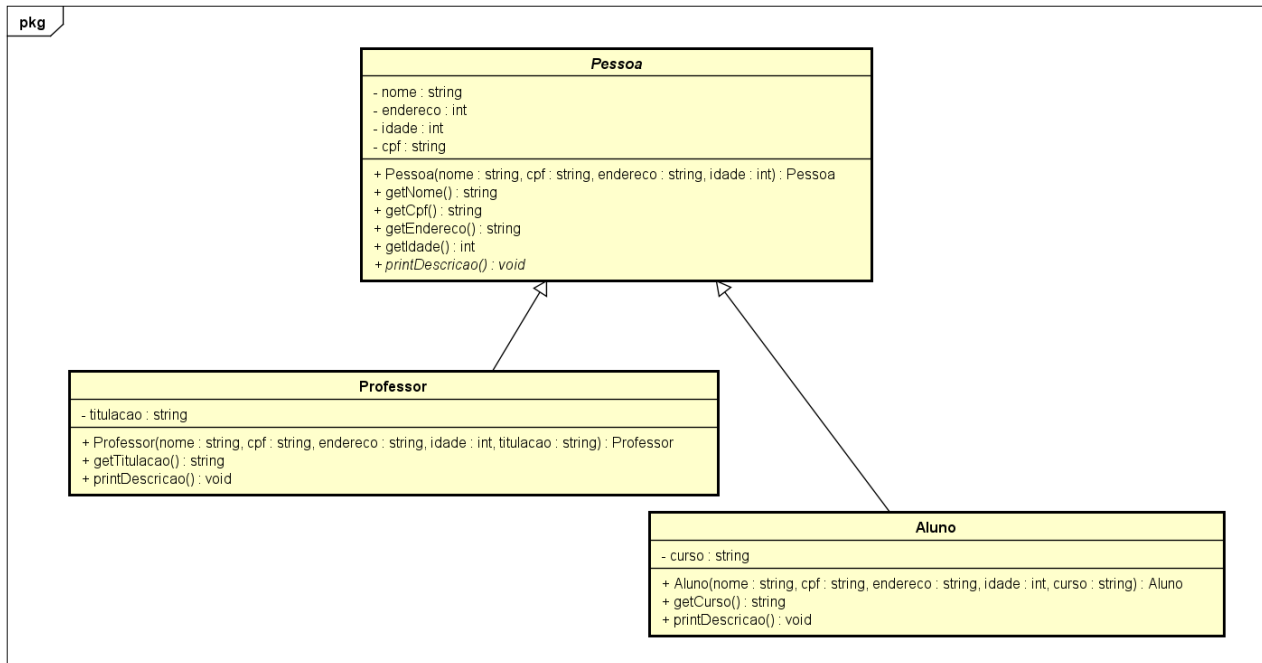 pkg
Pessoa
- nome : string
- endereco : int
- idade : int
- cpf : string
+ Pessoa(nome : string, cpf : string, endereco : string, idade : int) : Pessoa
+ getNome() : string
+ getCpf() : string
+ getEndereco() : string
+ getIdade() : int
+ printDescricao() : void
Professor
- titulacao : string
+ Professor(nome : string, cpf : string, endereco : string, idade : int, titulacao : string) : Professor
+ getTitulacao() : string
+ printDescricao() : void
Aluno
- curso : string
+ Aluno(nome : string, cpf : string, endereco : string, idade : int, curso : string) : Aluno
+ getCurso() : string
+ printDescricao() : void